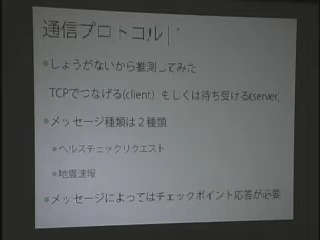 通信プロトコル
しょうがないから推測してみた
TCPでつなげる(client) もしくは待ち受ける(server)
メッセージ種類は２種類
ヘルスチェックリクエスト
地震速報
メッセージによってはチェックポイント応答が必要